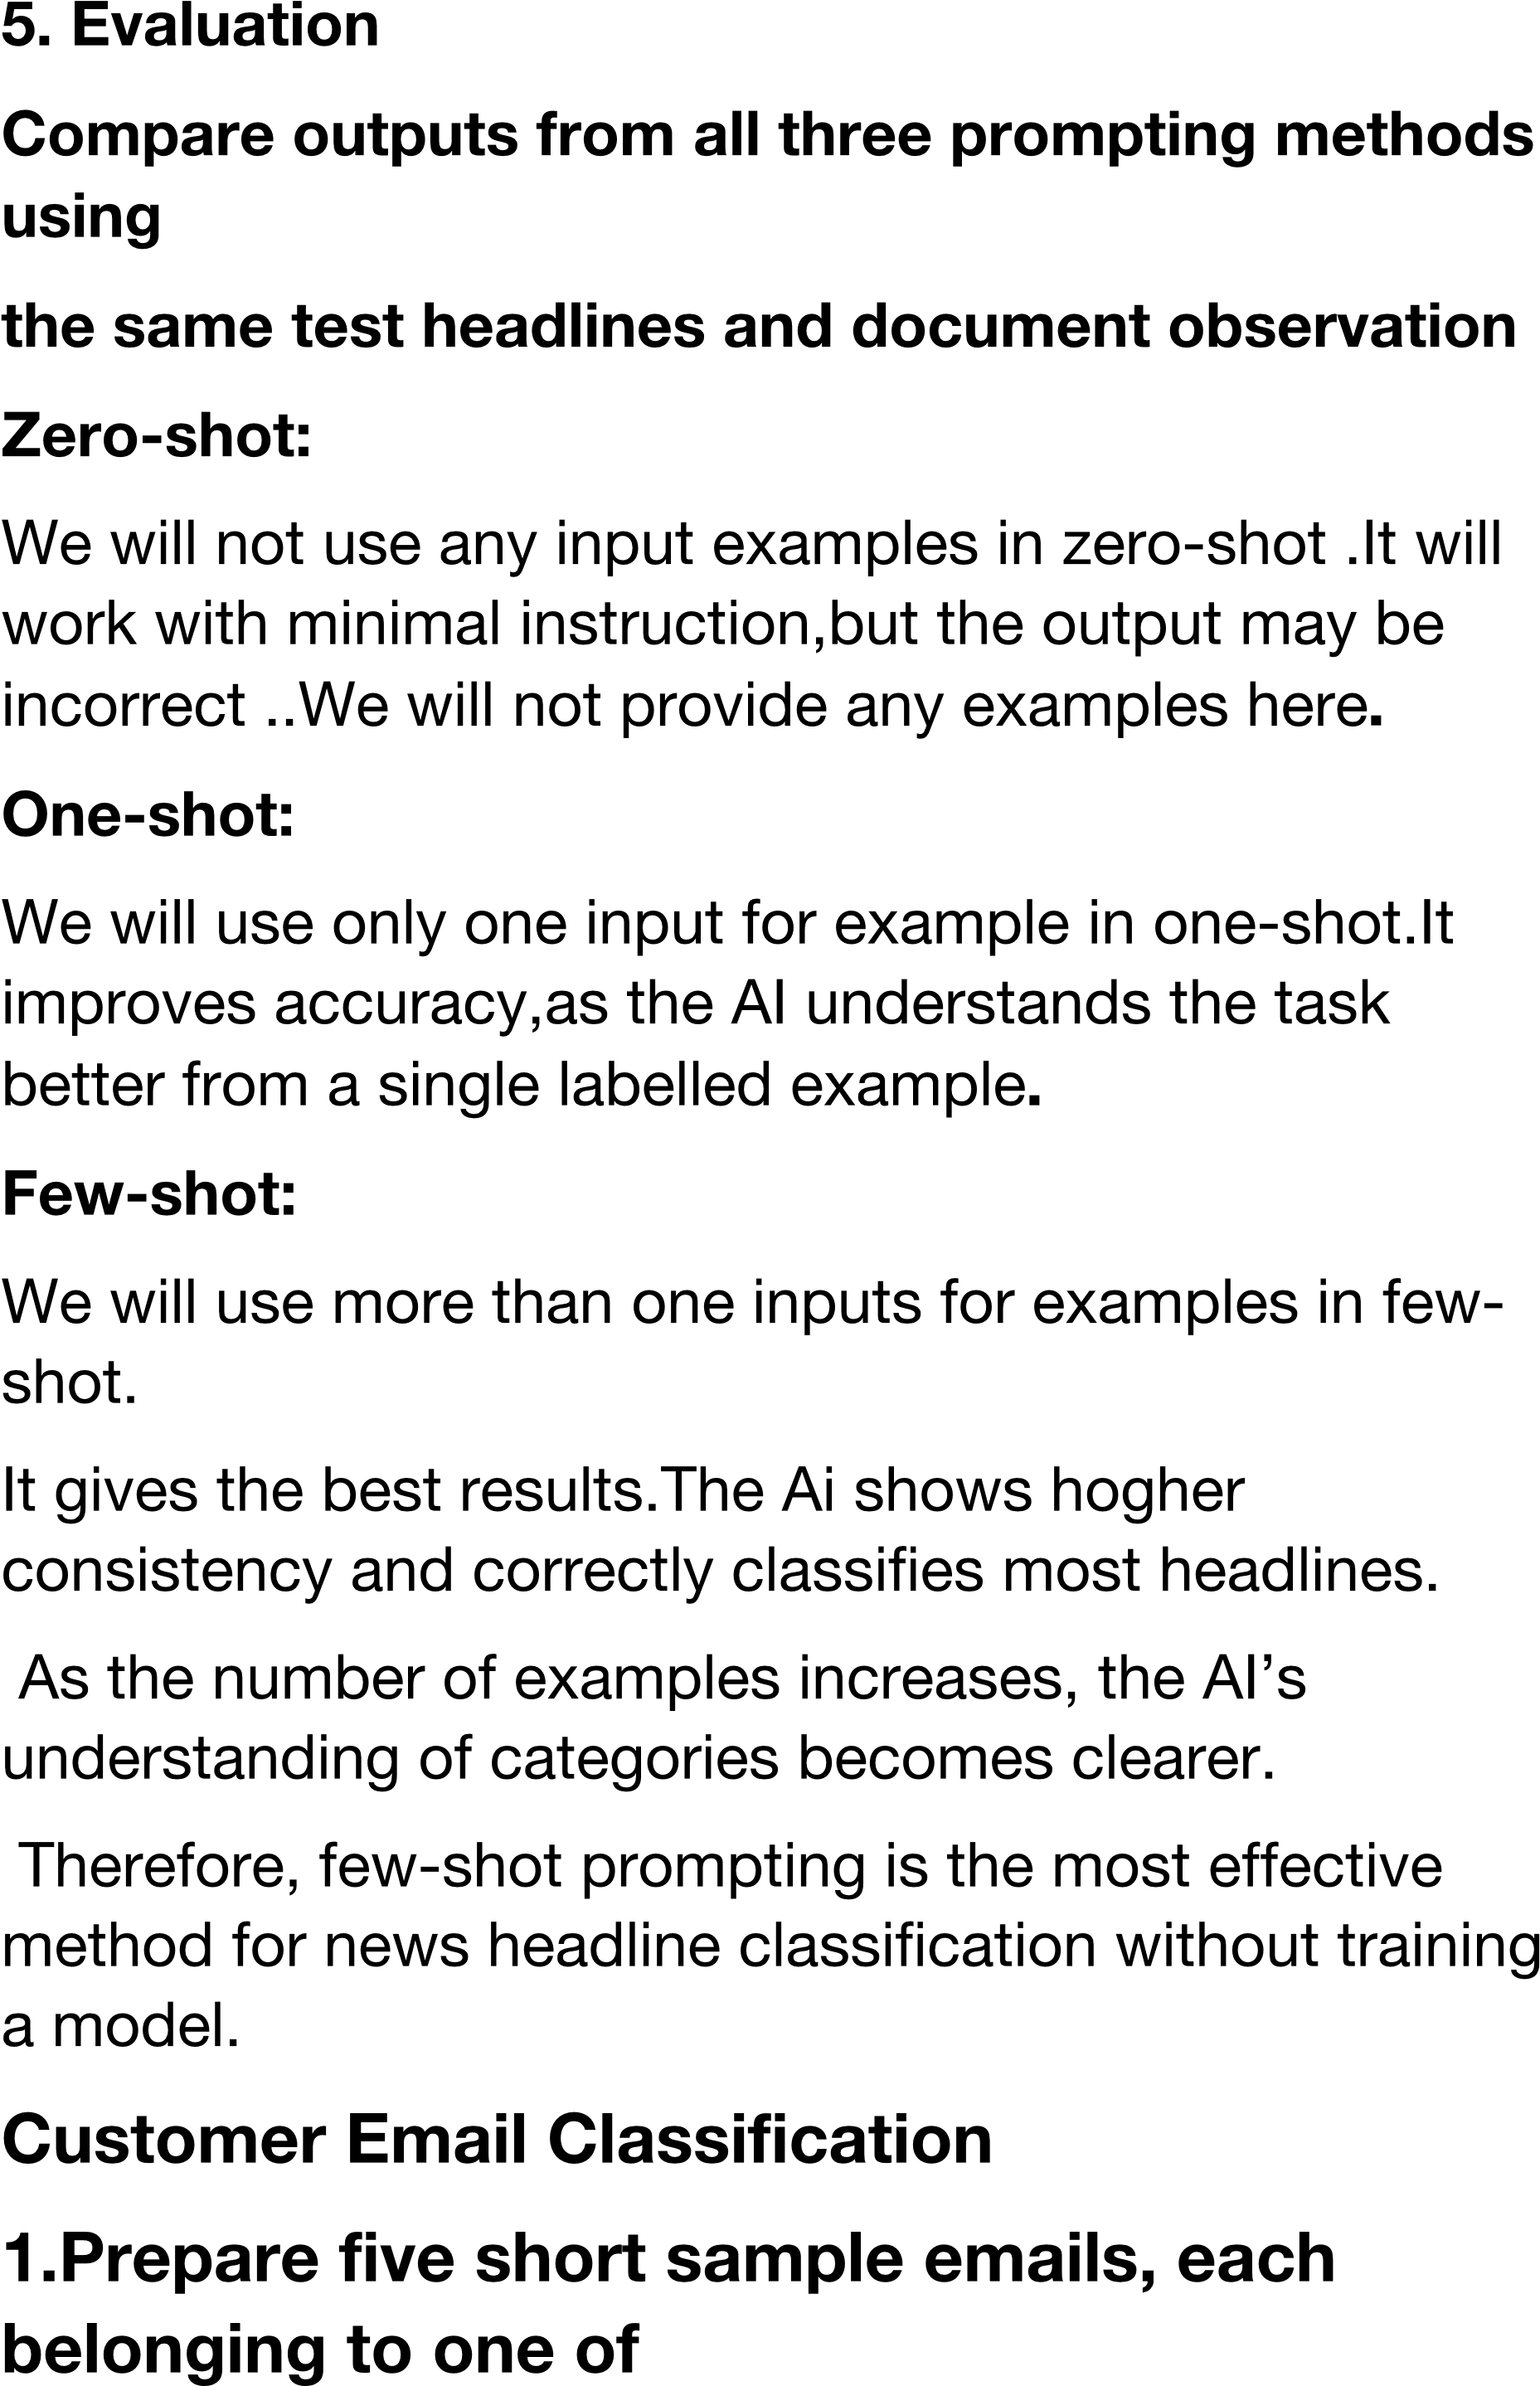 5. Evaluation
Compare outputs from all three prompting methods
using
the same test headlines and document observation
Zero-shot:
We will not use any input examples in zero-shot .It will
work with minimal instruction,but the output may be
incorrect ..We will not provide any examples here.
One-shot:
We will use only one input for example in one-shot.It
improves accuracy,as the AI understands the task
better from a single labelled example.
Few-shot:
We will use more than one inputs for examples in few-
shot.
It gives the best results.The Ai shows hogher
consistency and correctly classifies most headlines.
As the number of examples increases, the AI’s
understanding of categories becomes clearer.
Therefore, few-shot prompting is the most effective
method for news headline classification without training
a model.
Customer Email Classification
1.Prepare five short sample emails, each
belonging to one of